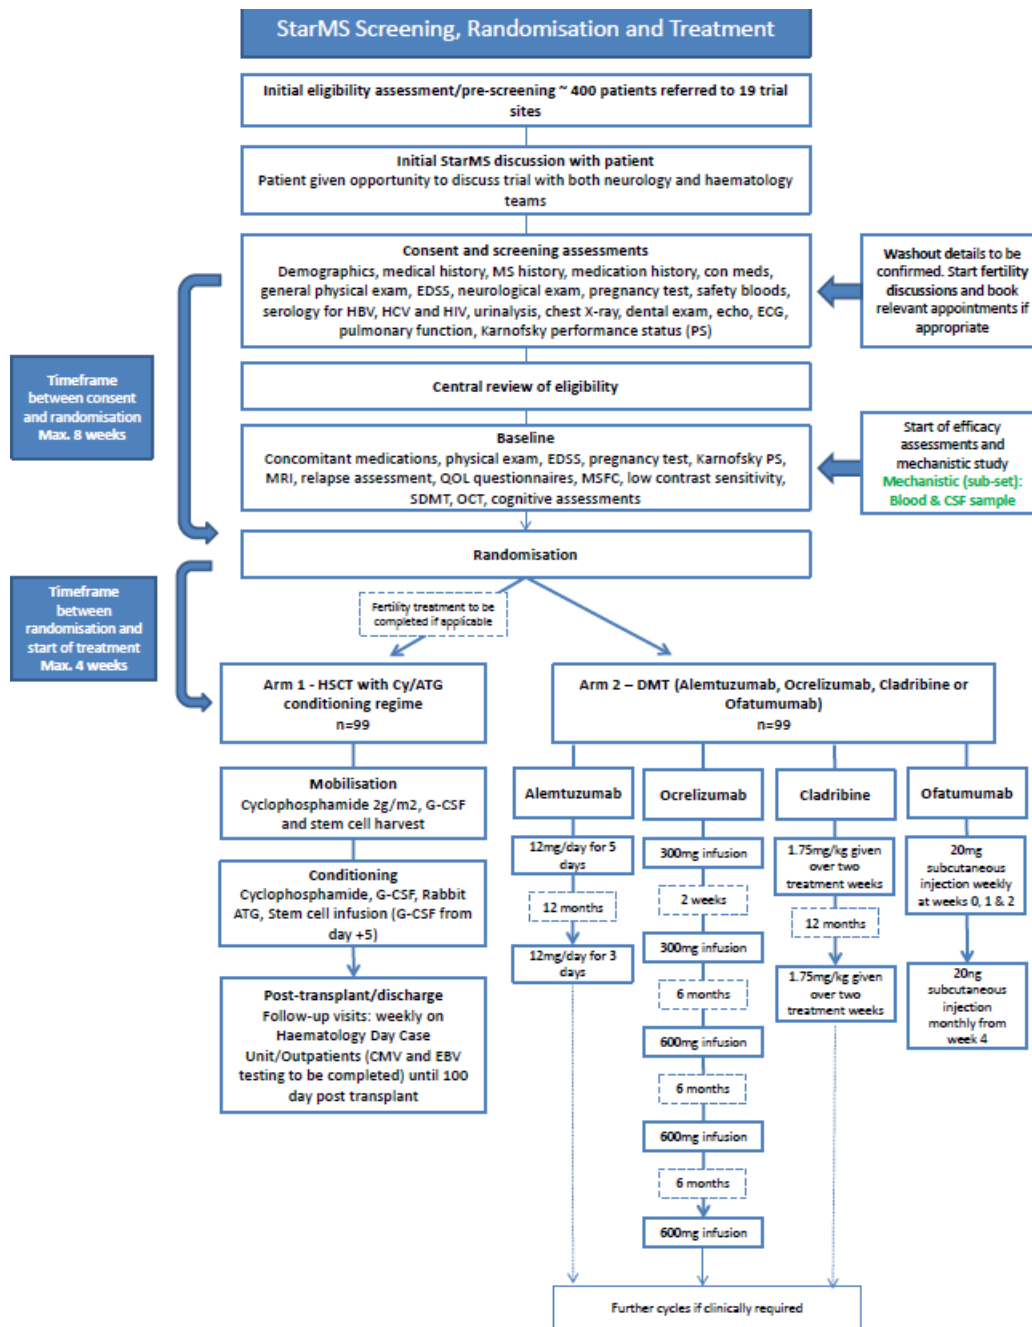 StarMS Screening, Randomisation and Treatment
Initial eligibility assessment/pre-screening ~ 400 patients referred to 19 trial
sites
Initial StarMS discussion with patient
Patient given opportunity to discuss trial with both neurology and haematology
teams
Consent and screening assessments
Demographics, medical history, MS history, medication history, con meds,
general physical exam, EDSS, neurological exam, pregnancy test, safety bloods,
serology for HBV, HCV and HIV, urinalysis, chest X-ray, dental exam, echo, ECG,
pulmonary function, Karnofsky performance status (PS)
Washout details to be
confirmed. Start fertility
discussions and book
relevant appointments if
appropriate
Timeframe
between consent
and randomisation
Max. 8 weeks
Central review of eligibility
Baseline
Concomitant medications, physical exam, EDSS, pregnancy test, Karnofsky PS,
MRI, relapse assessment, QOL questionnaires, MSFC, low contrast sensitivity,
SDMT, OCT, cognitive assessments
Start of efficacy
assessments and
mechanistic study
Mechanistic (sub-set):
Blood & CSF sample
Randomisation
Timeframe
between
randomisation and
start of treatment
Max. 4 weeks
Fertility treatment to be
completed if applicable
Arm 1 - HSCT with Cy/ATG
conditioning regime
n=99
Arm 2 – DMT (Alemtuzumab, Ocrelizumab, Cladribine or
Ofatumumab)
n=99
Mobilisation
Cyclophosphamide 2g/m2, G-CSF
and stem cell harvest
Conditioning
Cyclophosphamide, G-CSF, Rabbit
ATG, Stem cell infusion (G-CSF from
day +5)
Post-transplant/discharge
Follow-up visits: weekly on
Haematology Day Case
Unit/Outpatients (CMV and EBV
testing to be completed) until 100
day post transplant
Alemtuzumab
12mg/day for 5
days
12 months
12mg/day for 3
days
Ocrelizumab
300mg infusion
2 weeks
300mg infusion
6 months
600mg infusion
6 months
600mg infusion
6 months
600mg infusion
Cladribine
1.75mg/kg given
over two
treatment weeks
12 months
1.75mg/kg given
over two
treatment weeks
Ofatumumab
20mg
subcutaneous
injection weekly
at weeks 0, 1 & 2
20ng
subcutaneous
injection
monthly from
week 4
Further cycles if clinically required